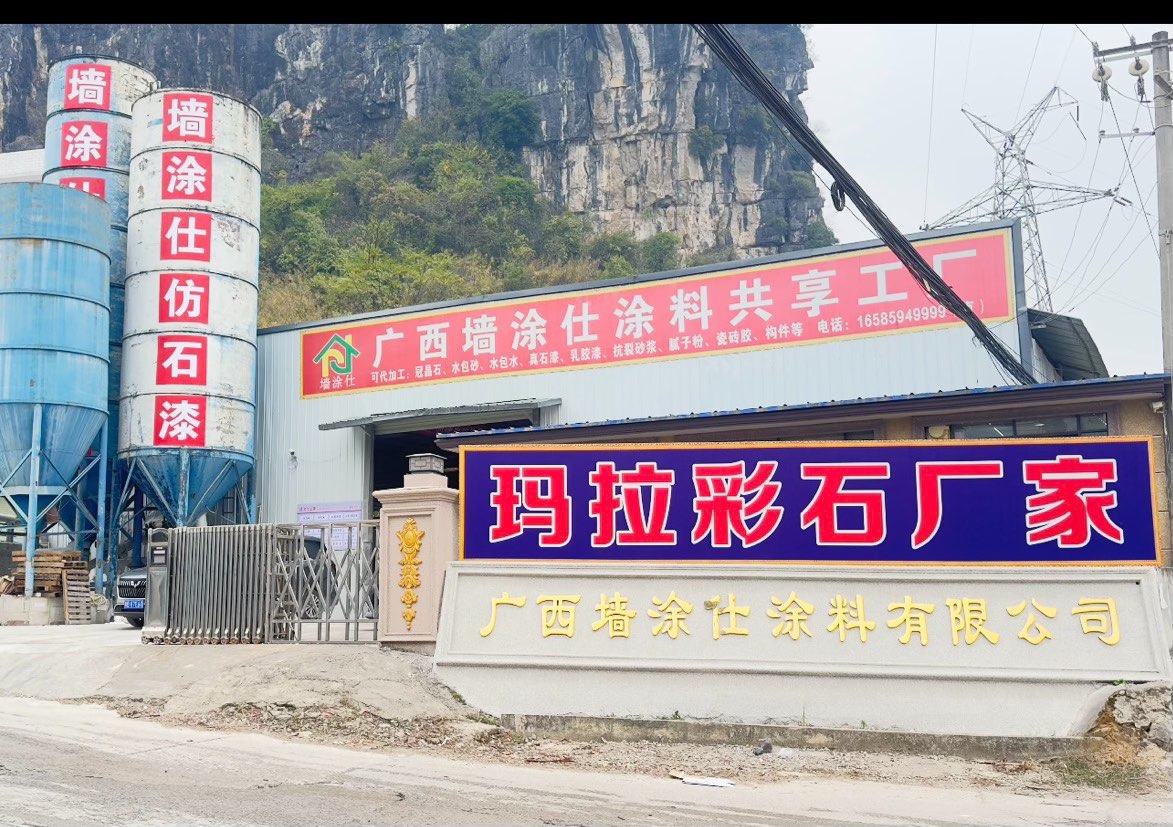 墙涂
墙涂仕仿石漆
广西墙涂仕涂料共享工厂
墙涂仕
可代加工：冠晶石、水包砂、水包水、真石漆、乳胶漆、抗裂砂浆、腻子粉、瓷砖胶、构件等 电话：16585949999
玛拉彩石厂家
广西墙涂仕涂料有限公司